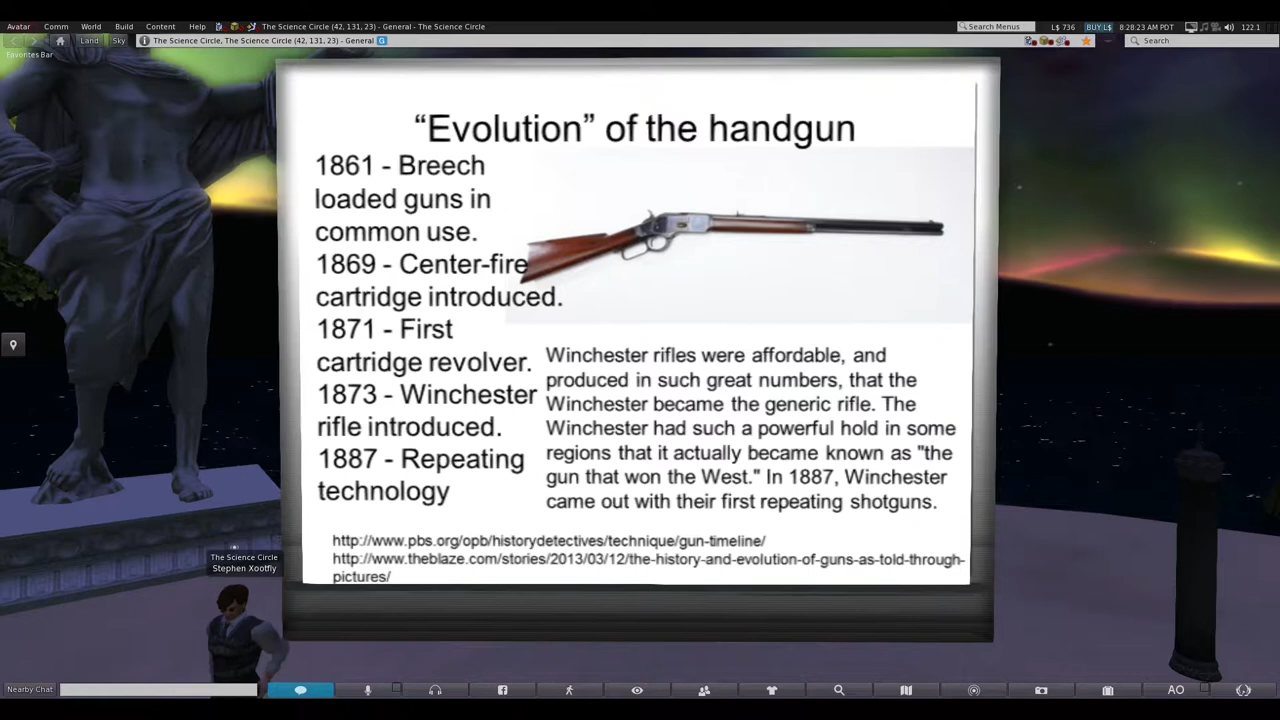 Avatar Comm World Build Content Help The Science Circle (42, 131, 23) - General - The Science Circle Search Menus L$ 736 BUY L$ 8:28:23 AM PDT 122.1
Land Sky The Science Circle, The Science Circle (42, 131, 23) - General G Search
Favorites Bar
“Evolution” of the handgun
1861 - Breech
loaded guns in
common use.
1869 - Center-fire
cartridge introduced.
1871 - First
cartridge revolver.
1873 - Winchester
rifle introduced.
1887 - Repeating
technology
Winchester rifles were affordable, and
produced in such great numbers, that the
Winchester became the generic rifle. The
Winchester had such a powerful hold in some
regions that it actually became known as "the
gun that won the West." In 1887, Winchester
came out with their first repeating shotguns.
http://www.pbs.org/opb/historydetectives/technique/gun-timeline/
http://www.theblaze.com/stories/2013/03/12/the-history-and-evolution-of-guns-as-told-through-
pictures/
The Science Circle
Stephen Xootfly
Nearby Chat AO